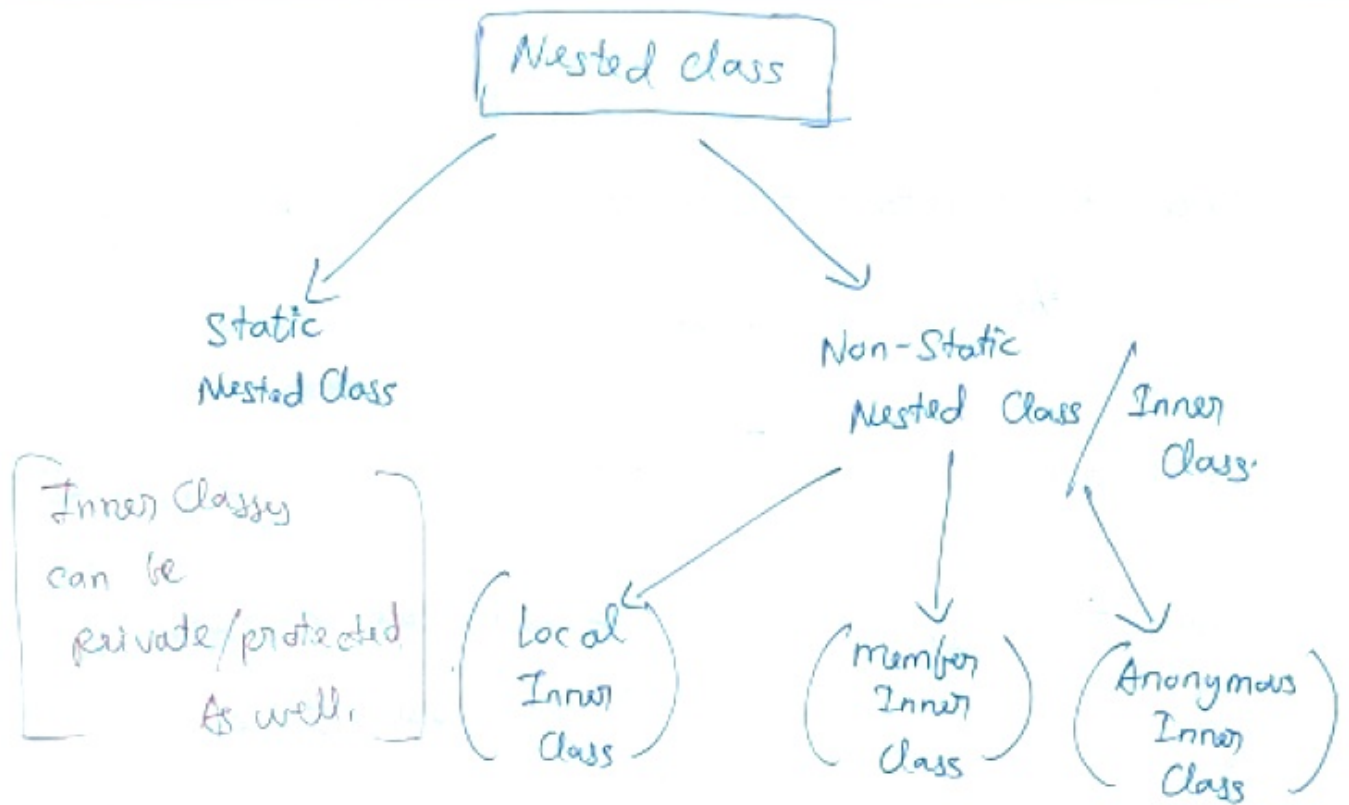 Nested class
Static
Nested Class
Non-Static
Nested Class / Inner
Class.
Inner Classes
can be
private/protected
As well.
Local
Inner
Class
member
Inner
Class
Anonymous
Inner
Class